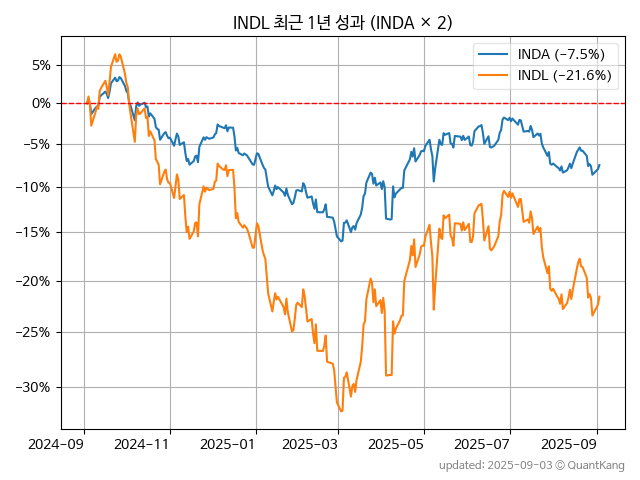 INDL 최근 1년 성과 (INDA × 2)
INDA (−7.5%)
INDL (−21.6%)
5%
0%
−5%
−10%
−15%
−20%
−25%
−30%
2024−09 2024−11 2025−01 2025−03 2025−05 2025−07 2025−09
updated: 2025-09-03 © QuantKang